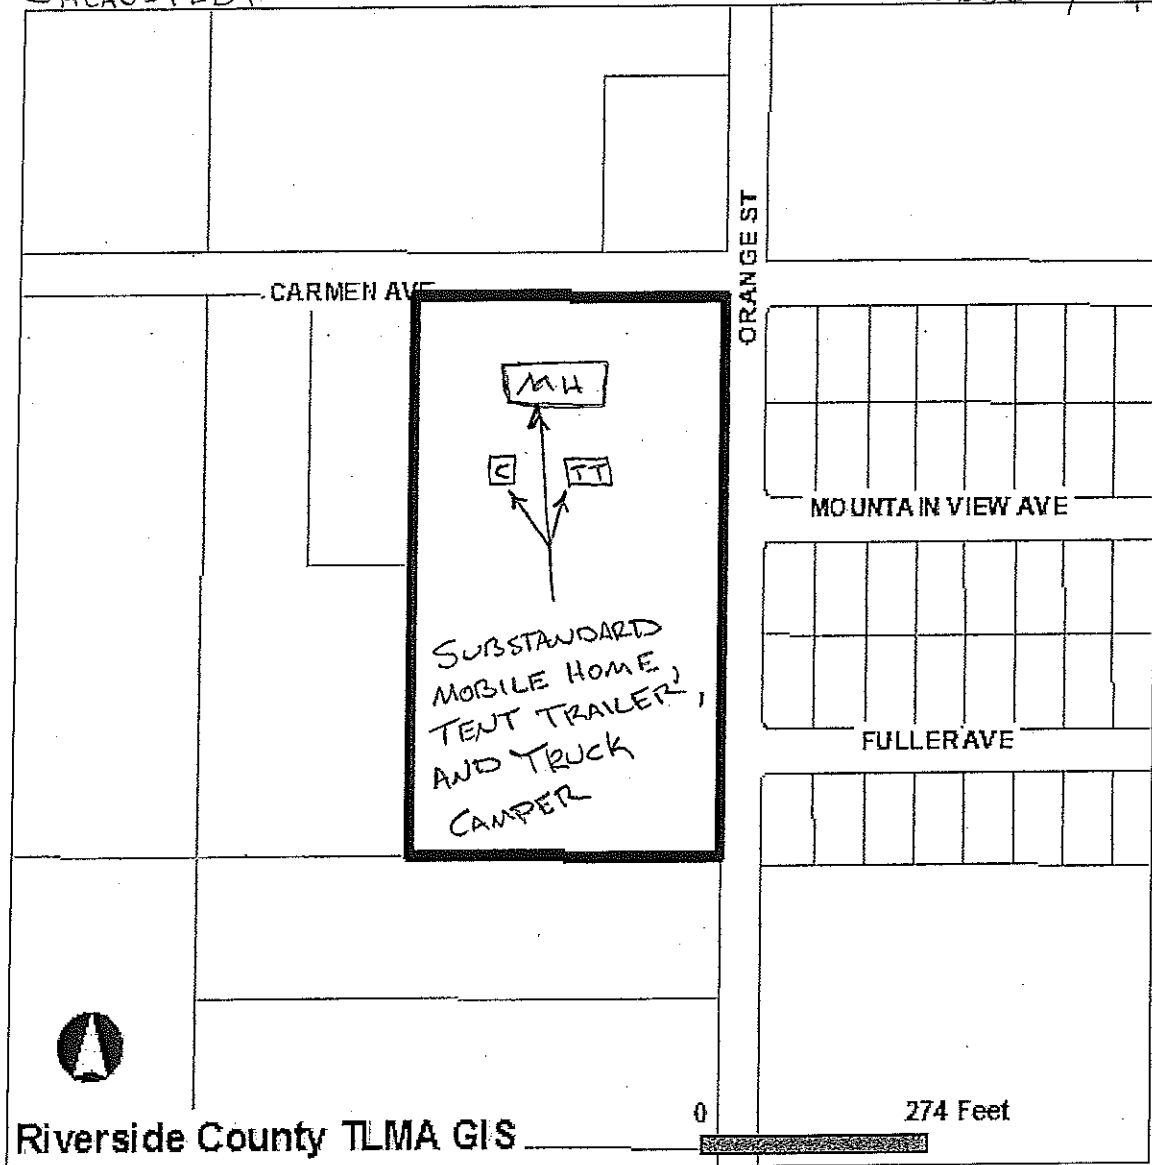 CARMEN AVE
ORANGE ST
MH
C
TT
MOUNTAIN VIEW AVE
SUBSTANDARD
MOBILE HOME,
TENT TRAILER,
AND TRUCK
CAMPER
FULLER AVE
0
274 Feet
Riverside County TLMA GIS